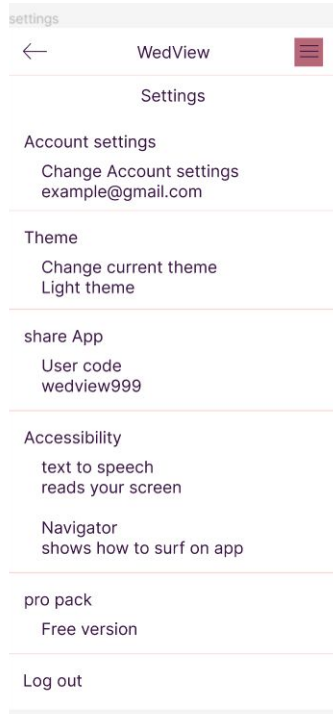 settings
WedView
Settings
Account settings
Change Account settings
example@gmail.com
Theme
Change current theme
Light theme
share App
User code
wedview999
Accessibility
text to speech
reads your screen
Navigator
shows how to surf on app
pro pack
Free version
Log out